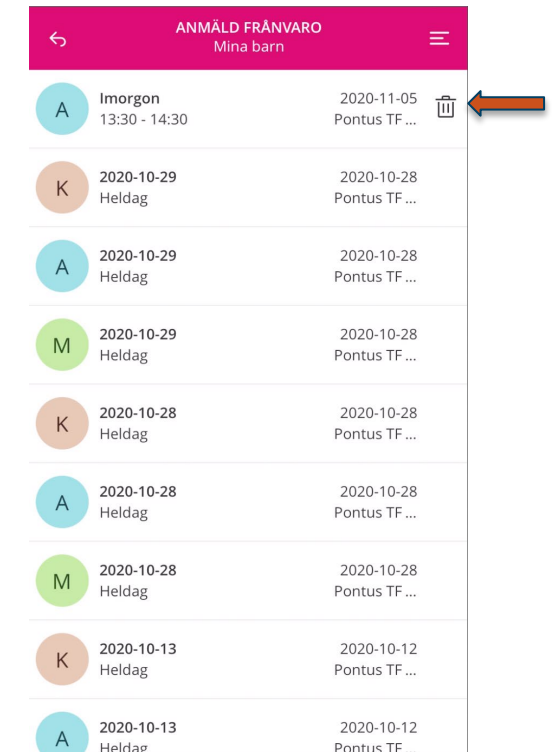 ANMÄLD FRÅNVARO
Mina barn
A Imorgon 2020-11-05
13:30 - 14:30 Pontus TF ...
K 2020-10-29 2020-10-28
Heldag Pontus TF ...
A 2020-10-29 2020-10-28
Heldag Pontus TF ...
M 2020-10-29 2020-10-28
Heldag Pontus TF ...
K 2020-10-28 2020-10-28
Heldag Pontus TF ...
A 2020-10-28 2020-10-28
Heldag Pontus TF ...
M 2020-10-28 2020-10-28
Heldag Pontus TF ...
K 2020-10-13 2020-10-12
Heldag Pontus TF ...
A 2020-10-13 2020-10-12
Heldag Pontus TF ...